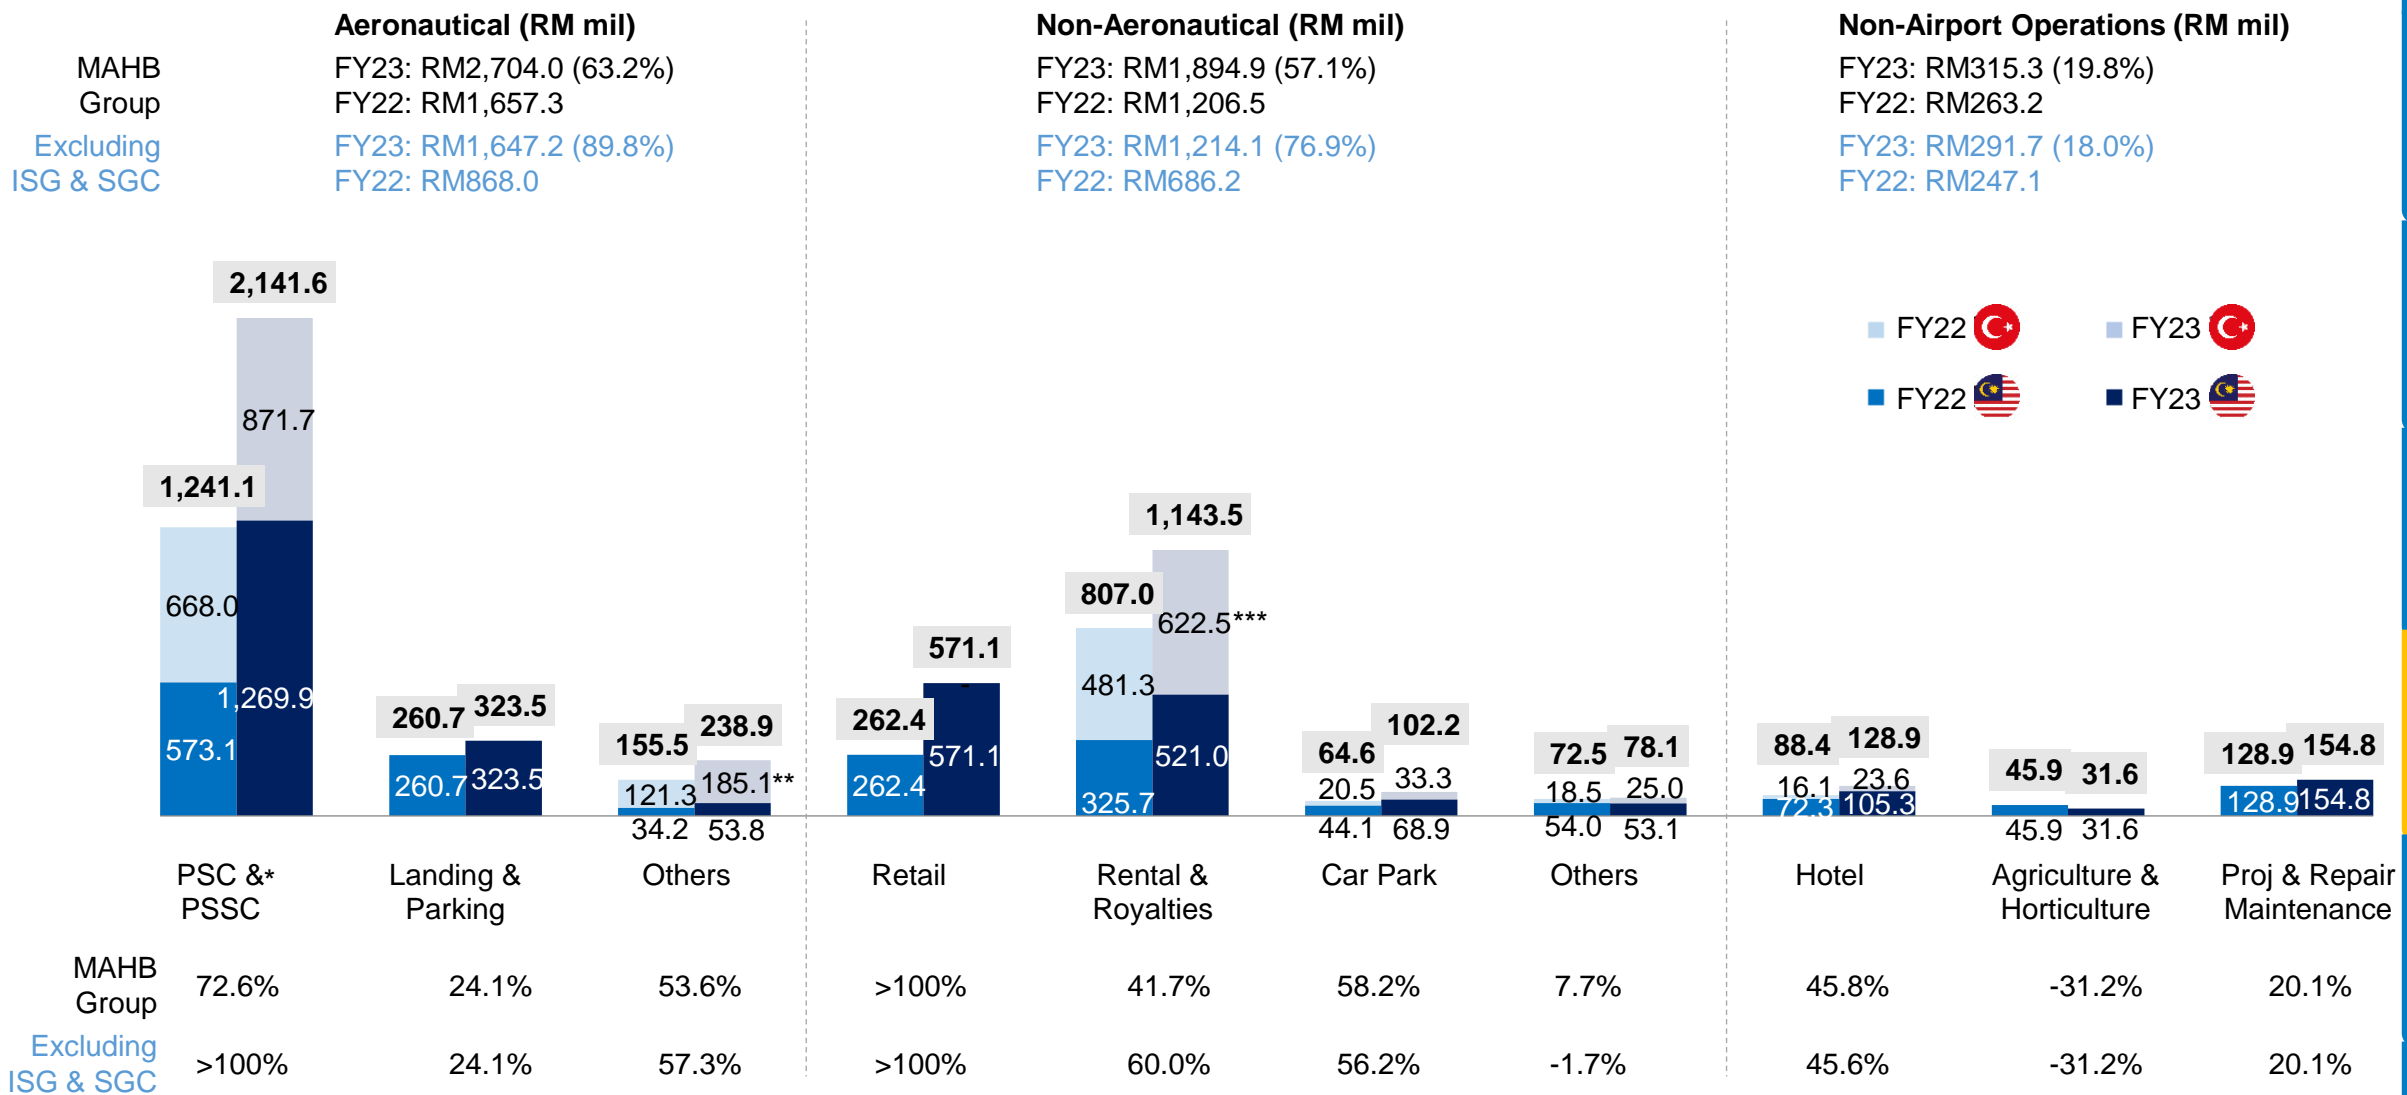 Aeronautical (RM mil)
Non-Aeronautical (RM mil)
Non-Airport Operations (RM mil)
MAHB
Group
FY23: RM2,704.0 (63.2%)
FY22: RM1,657.3
FY23: RM1,894.9 (57.1%)
FY22: RM1,206.5
FY23: RM315.3 (19.8%)
FY22: RM263.2
Excluding
ISG & SGC
FY23: RM1,647.2 (89.8%)
FY22: RM868.0
FY23: RM1,214.1 (76.9%)
FY22: RM686.2
FY23: RM291.7 (18.0%)
FY22: RM247.1
FY22
FY23
FY22
FY23
2,141.6
871.7
1,241.1
668.0
1,269.9
573.1
260.7
323.5
260.7
323.5
155.5
238.9
121.3
185.1**
34.2
53.8
262.4
571.1
-
262.4
571.1
807.0
1,143.5
481.3
622.5***
325.7
521.0
64.6
102.2
20.5
33.3
44.1
68.9
72.5
78.1
18.5
25.0
54.0
53.1
88.4
128.9
16.1
23.6
72.3
105.3
45.9
31.6
45.9
31.6
128.9
154.8
128.9
154.8
PSC &*
PSSC
Landing &
Parking
Others
Retail
Rental &
Royalties
Car Park
Others
Hotel
Agriculture &
Horticulture
Proj & Repair
Maintenance
MAHB
Group
72.6%
24.1%
53.6%
>100%
41.7%
58.2%
7.7%
45.8%
-31.2%
20.1%
Excluding
ISG & SGC
>100%
24.1%
57.3%
>100%
60.0%
56.2%
-1.7%
45.6%
-31.2%
20.1%